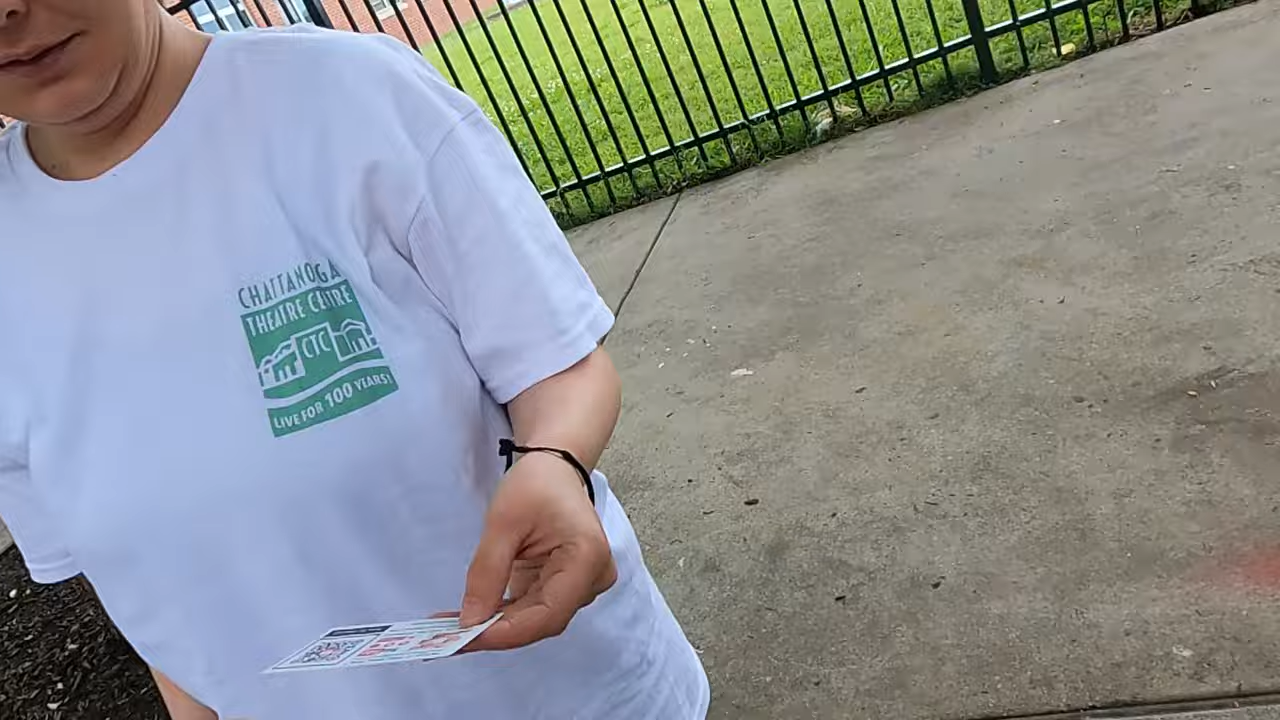 CHATTANOOGA
THEATRE CENTRE
CTC
LIVE FOR 100 YEARS!